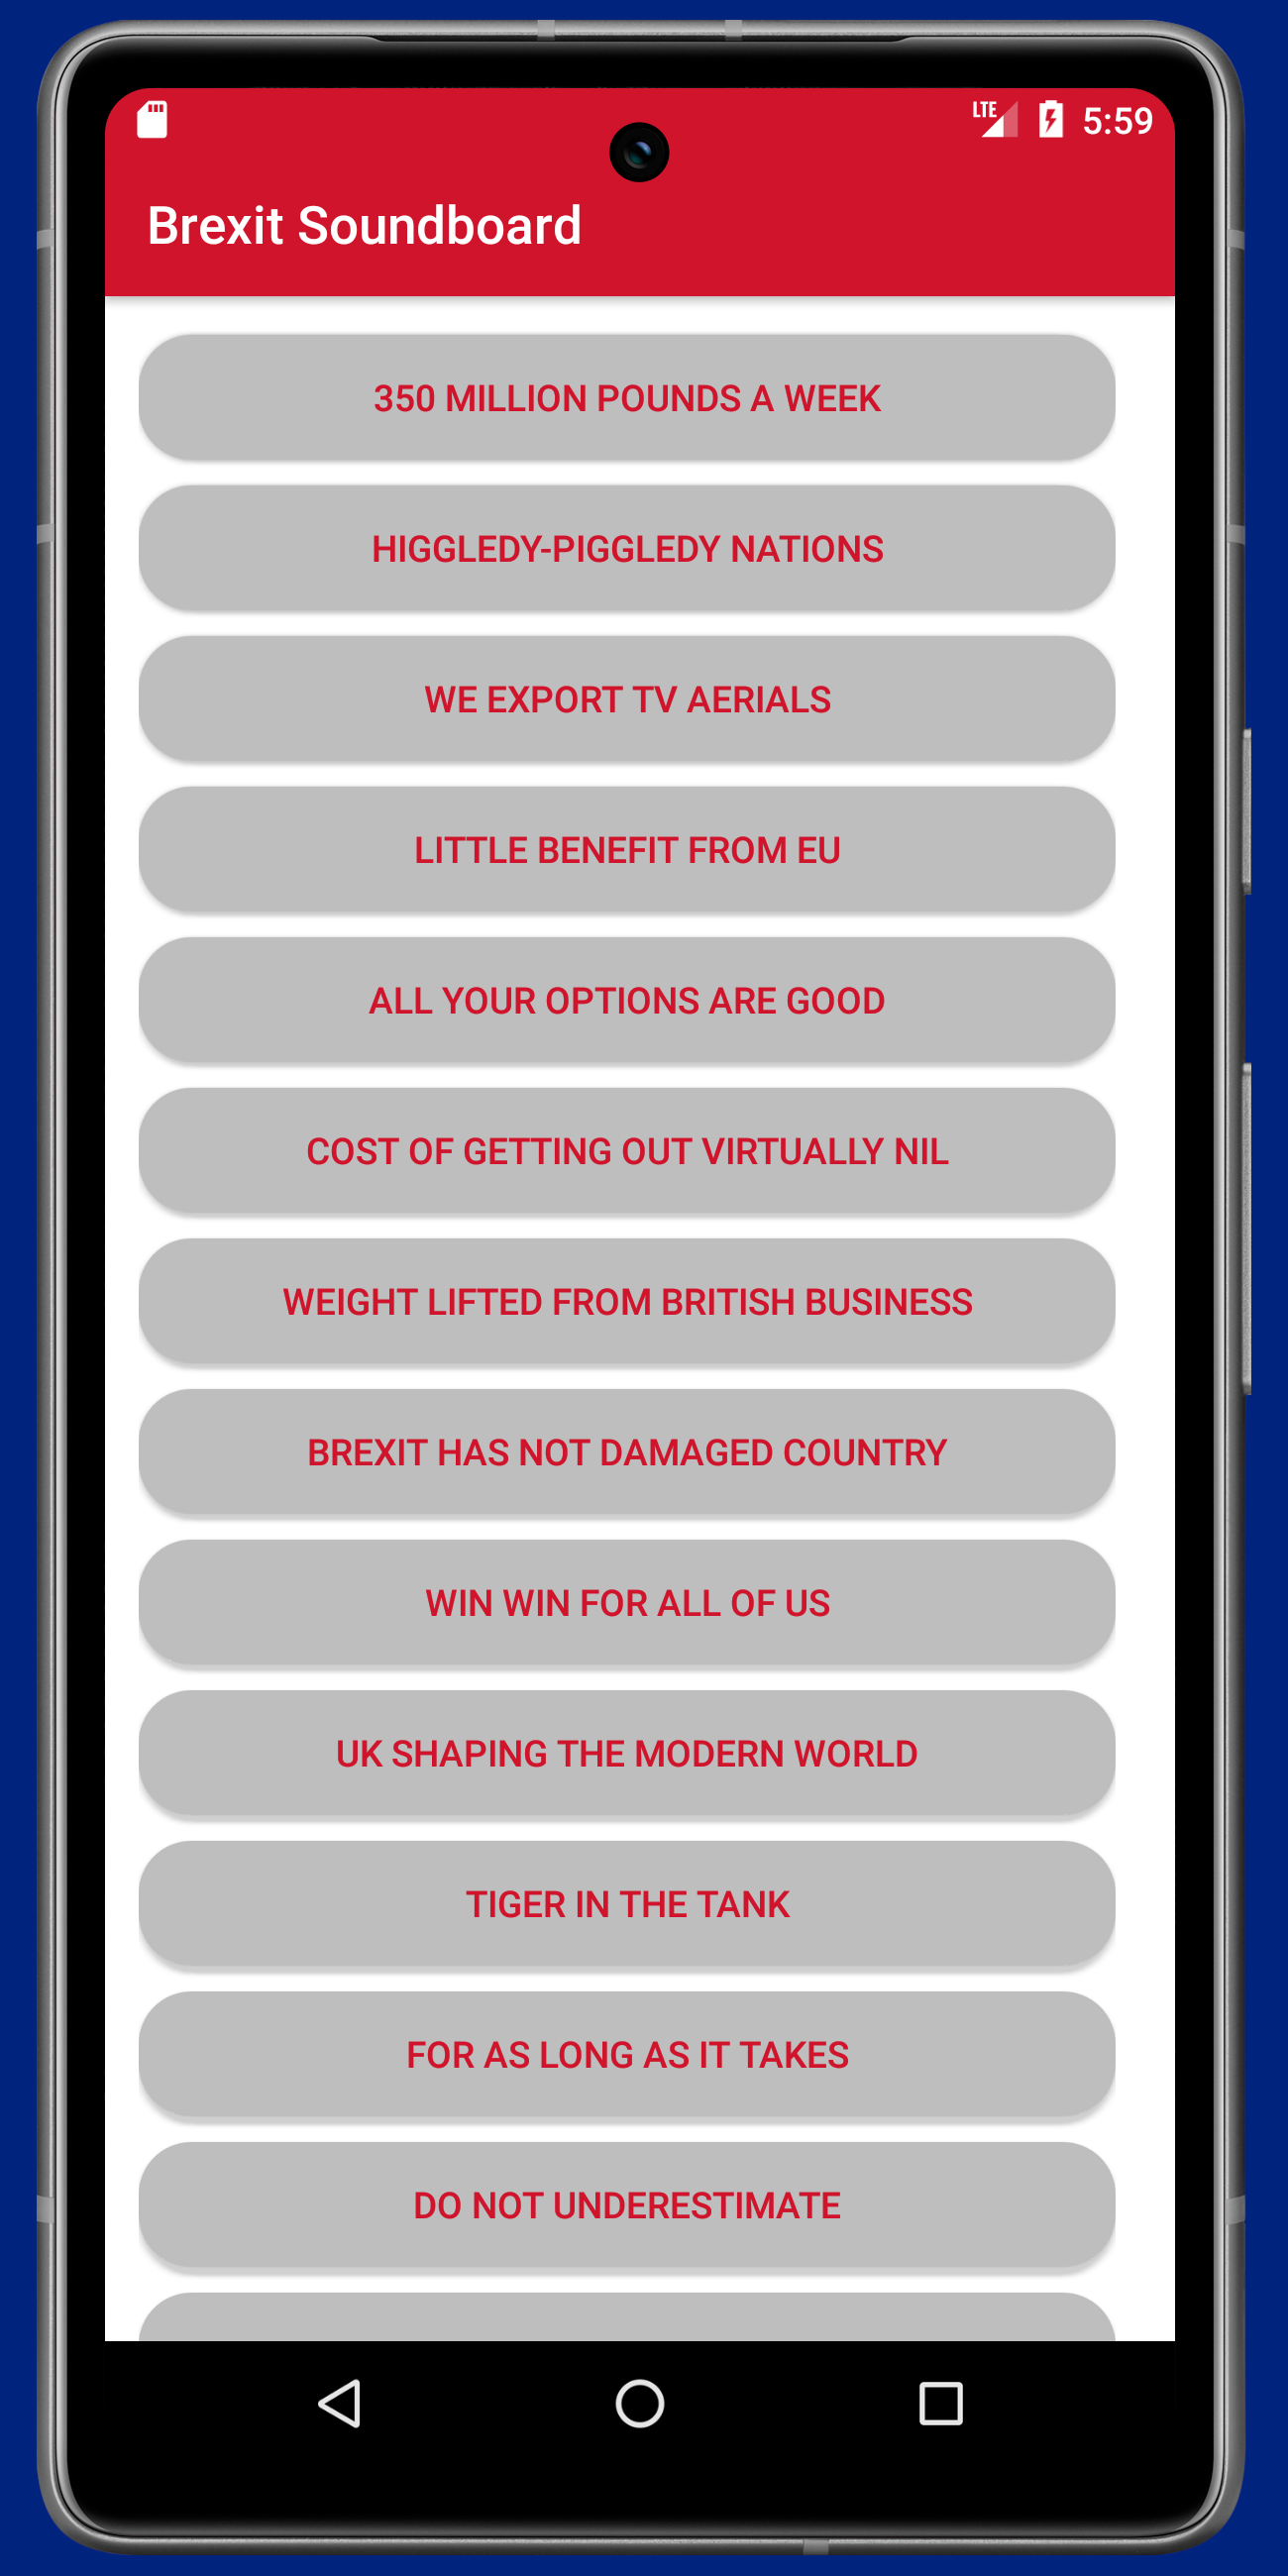 LTE 5:59
Brexit Soundboard
350 MILLION POUNDS A WEEK
HIGGLEDY-PIGGLEDY NATIONS
WE EXPORT TV AERIALS
LITTLE BENEFIT FROM EU
ALL YOUR OPTIONS ARE GOOD
COST OF GETTING OUT VIRTUALLY NIL
WEIGHT LIFTED FROM BRITISH BUSINESS
BREXIT HAS NOT DAMAGED COUNTRY
WIN WIN FOR ALL OF US
UK SHAPING THE MODERN WORLD
TIGER IN THE TANK
FOR AS LONG AS IT TAKES
DO NOT UNDERESTIMATE